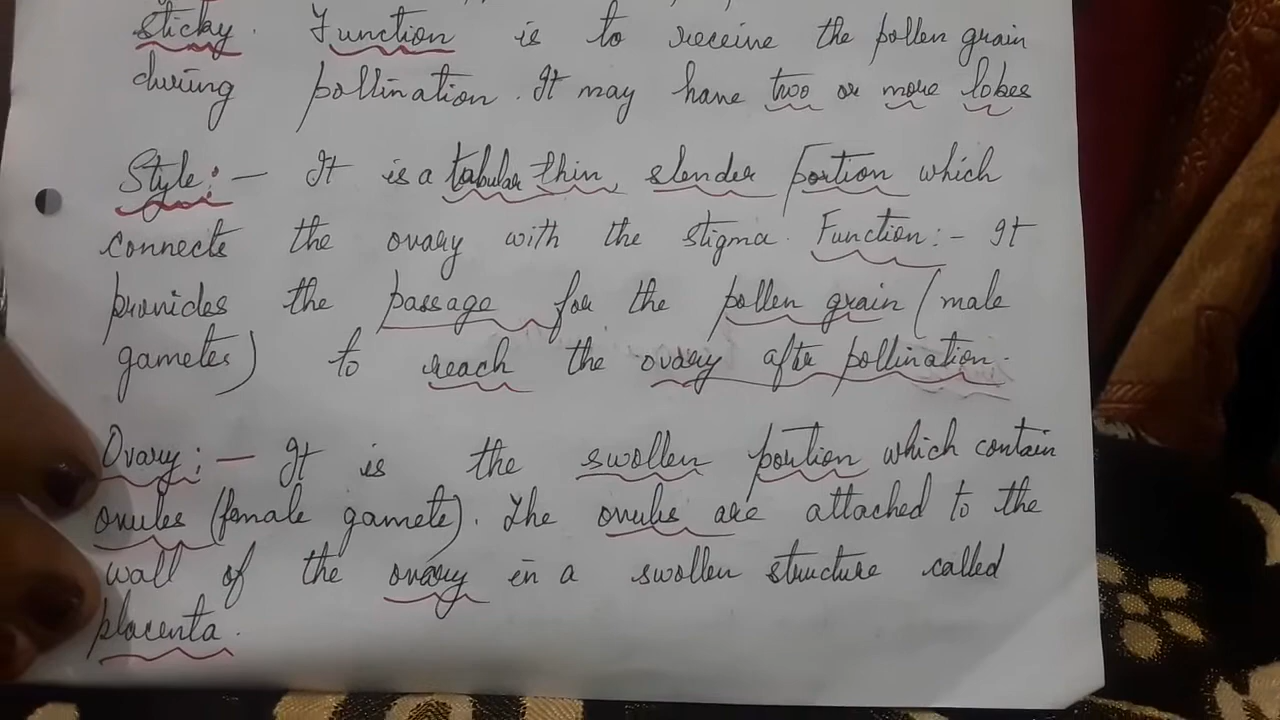 sticky. Function is to receive the pollen grain
during pollination. It may have two or more lobes
Style:- It is a tabular thin, slender portion which
connects the ovary with the stigma. Function:- It
provides the passage for the pollen grain (male
gametes) to reach the ovary after pollination.
Ovary:- It is the swollen portion which contain
ovules (female gamete). The ovules are attached to the
wall of the ovary in a swollen structure called
placenta.